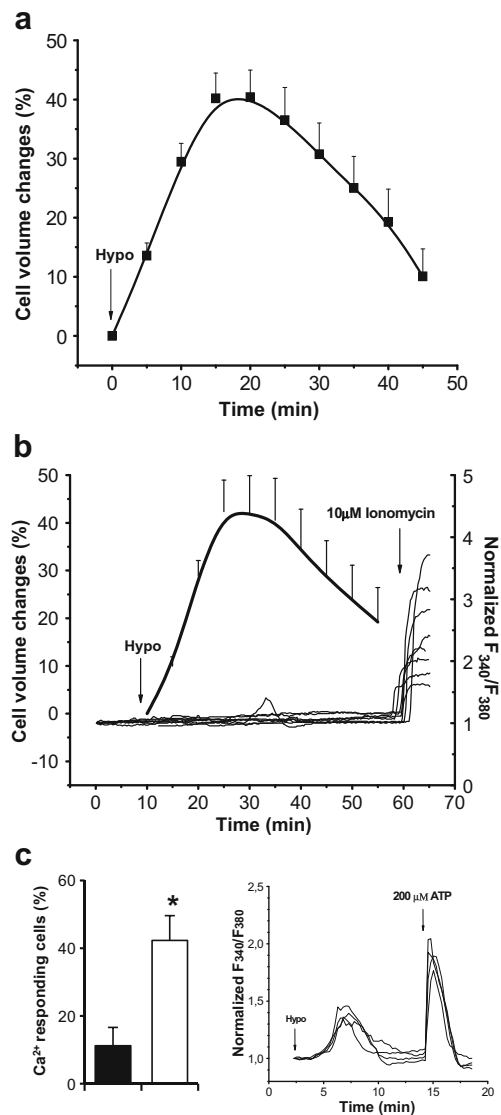 a
Cell volume changes (%)
50
40
30
20
10
0
Hypo
0 10 20 30 40 50
Time (min)
b
Cell volume changes (%)
50
40
30
20
10
0
-10
Hypo
10µM Ionomycin
5
4
3
2
1
0
Normalized F340/F380
0 10 20 30 40 50 60 70
Time (min)
c
Ca2+ responding cells (%)
60
40
20
0
*
Normalized F340/F380
2,5
2,0
1,5
1,0
Hypo
200 µM ATP
0 5 10 15 20
Time (min)